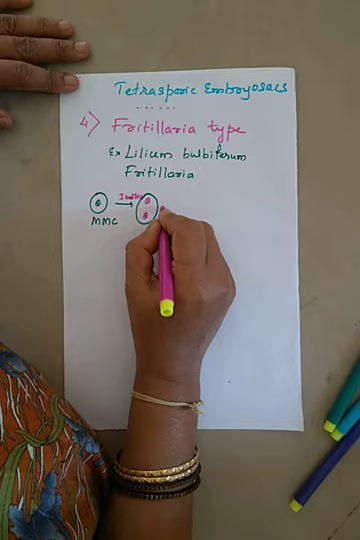 Tetrasporic Embryosacs
4) Fritillaria type
Ex Lilium bulbiferum
Fritillaria
MMC